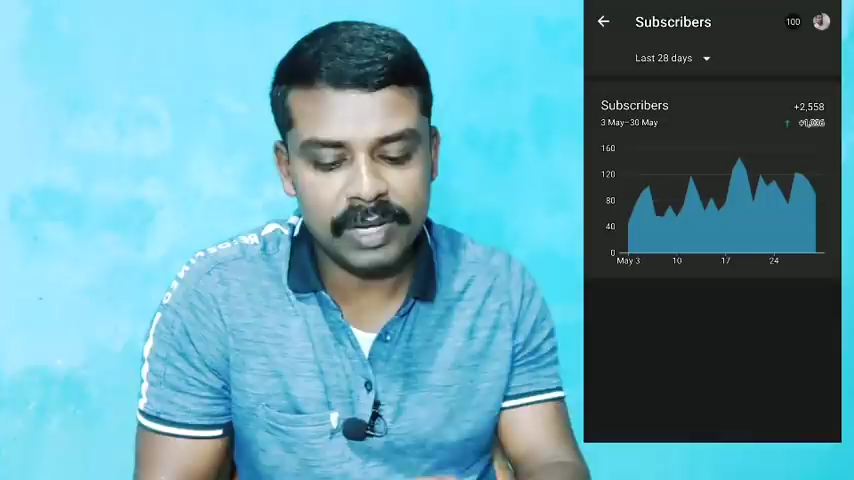 Subscribers
100
Last 28 days
Subscribers
+2,558
3 May–30 May
160
120
80
40
0
May 3
10
17
24